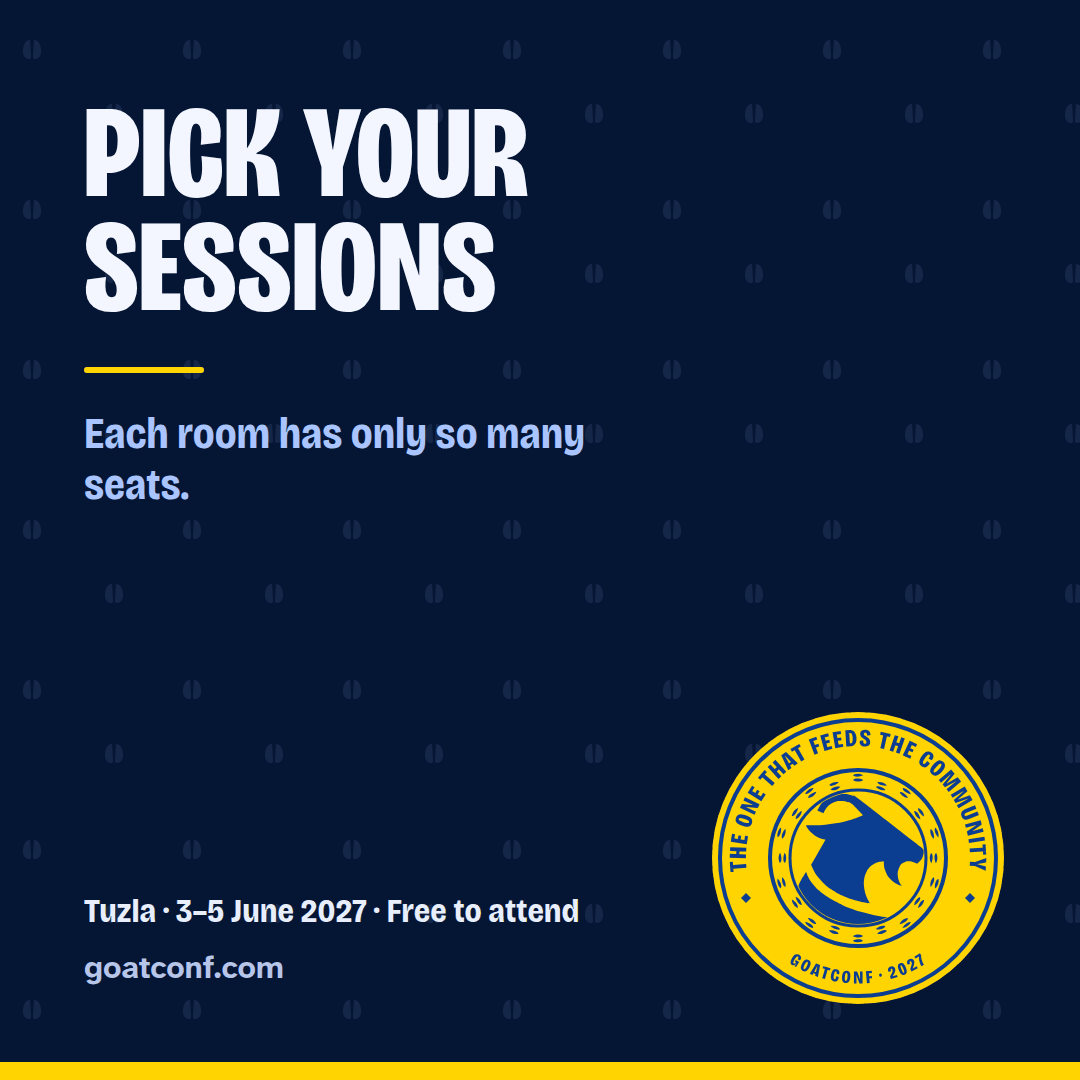 PICK YOUR
SESSIONS
Each room has only so many
seats.
THE ONE THAT FEEDS THE COMMUNITY
GOATCONF · 2027
Tuzla · 3–5 June 2027 · Free to attend
goatconf.com